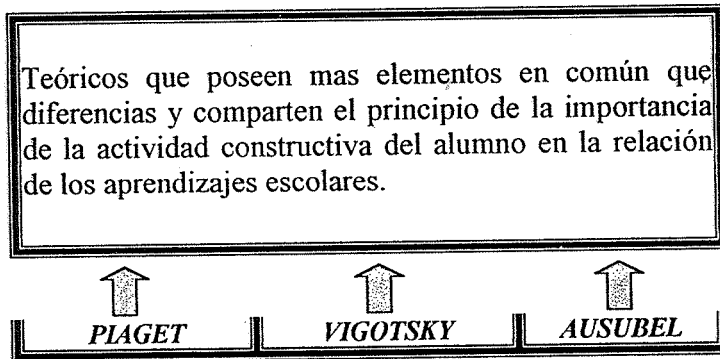 Teóricos que poseen mas elementos en común que
diferencias y comparten el principio de la importancia
de la actividad constructiva del alumno en la relación
de los aprendizajes escolares.
PIAGET VIGOTSKY AUSUBEL